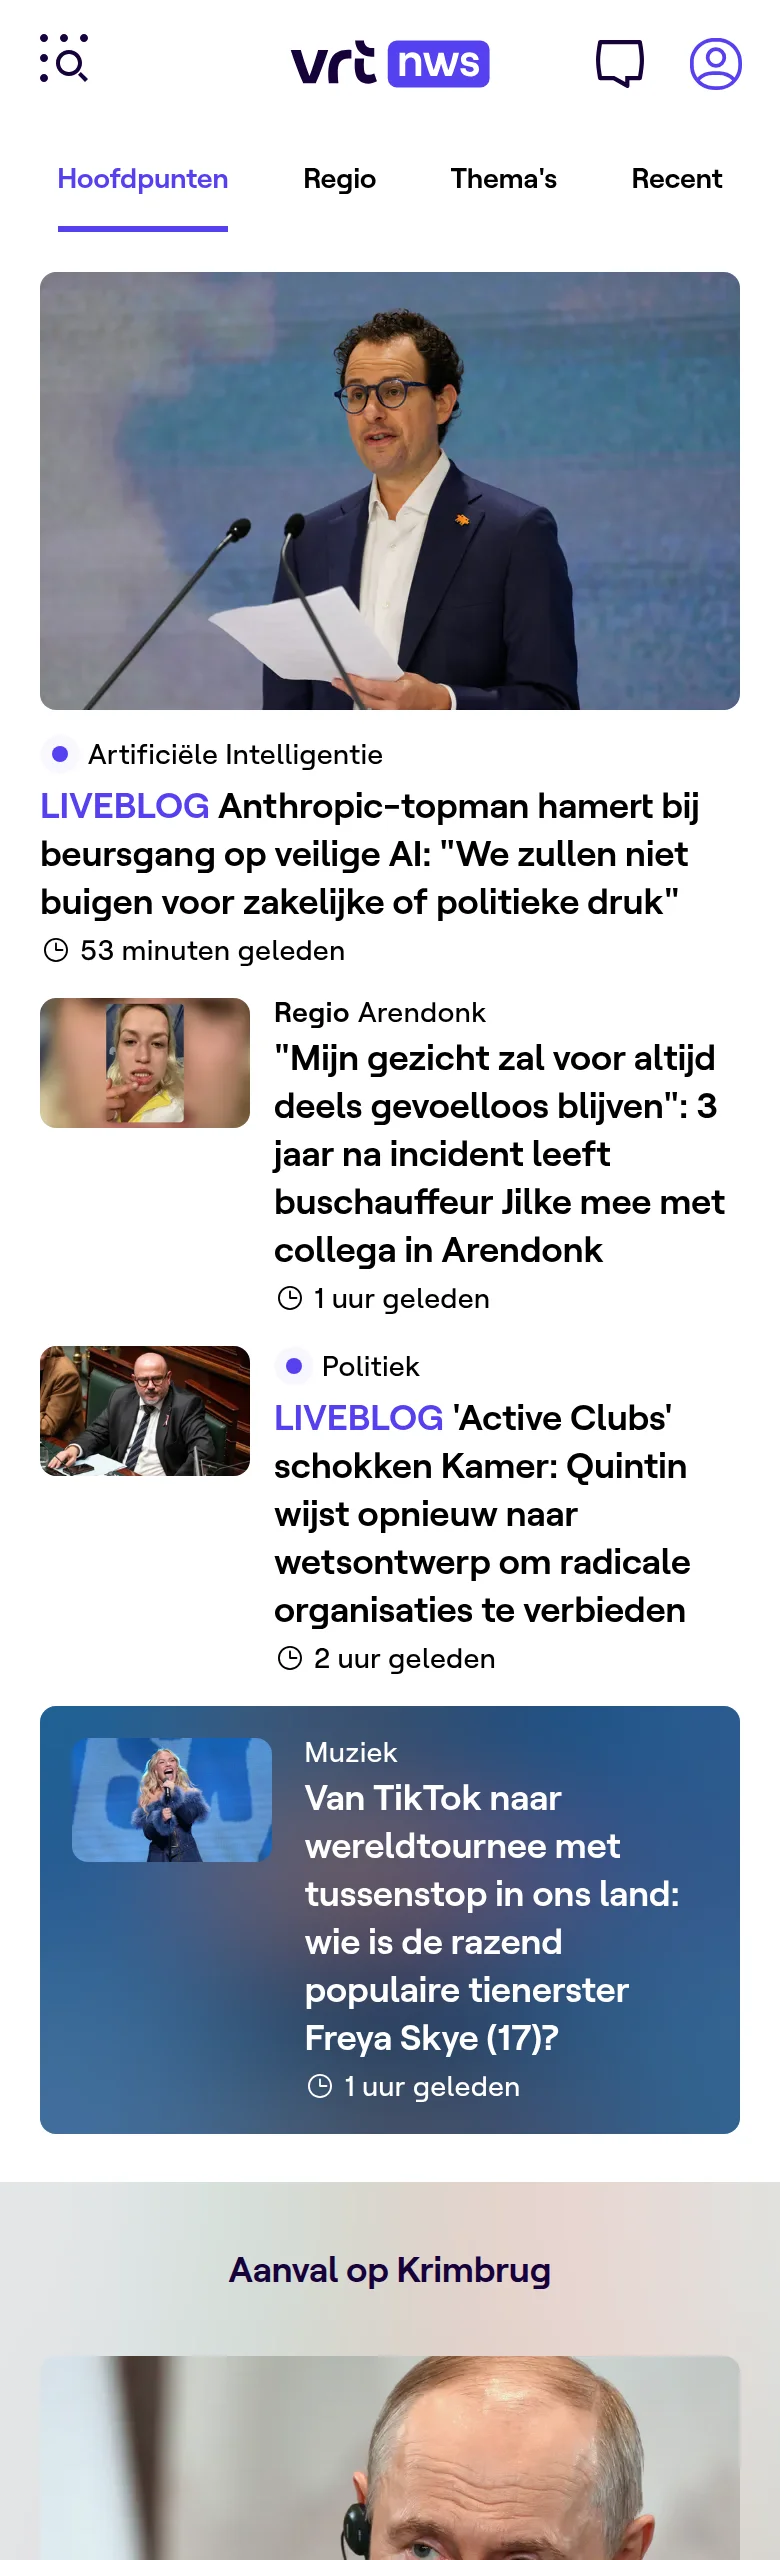 vrt nws
Hoofdpunten
Regio
Thema's
Recent
Artificiële Intelligentie
LIVEBLOG Anthropic-topman hamert bij
beursgang op veilige AI: "We zullen niet
buigen voor zakelijke of politieke druk"
53 minuten geleden
Regio Arendonk
"Mijn gezicht zal voor altijd
deels gevoelloos blijven": 3
jaar na incident leeft
buschauffeur Jilke mee met
collega in Arendonk
1 uur geleden
Politiek
LIVEBLOG 'Active Clubs'
schokken Kamer: Quintin
wijst opnieuw naar
wetsontwerp om radicale
organisaties te verbieden
2 uur geleden
Muziek
Van TikTok naar
wereldtournee met
tussenstop in ons land:
wie is de razend
populaire tienerster
Freya Skye (17)?
1 uur geleden
Aanval op Krimbrug